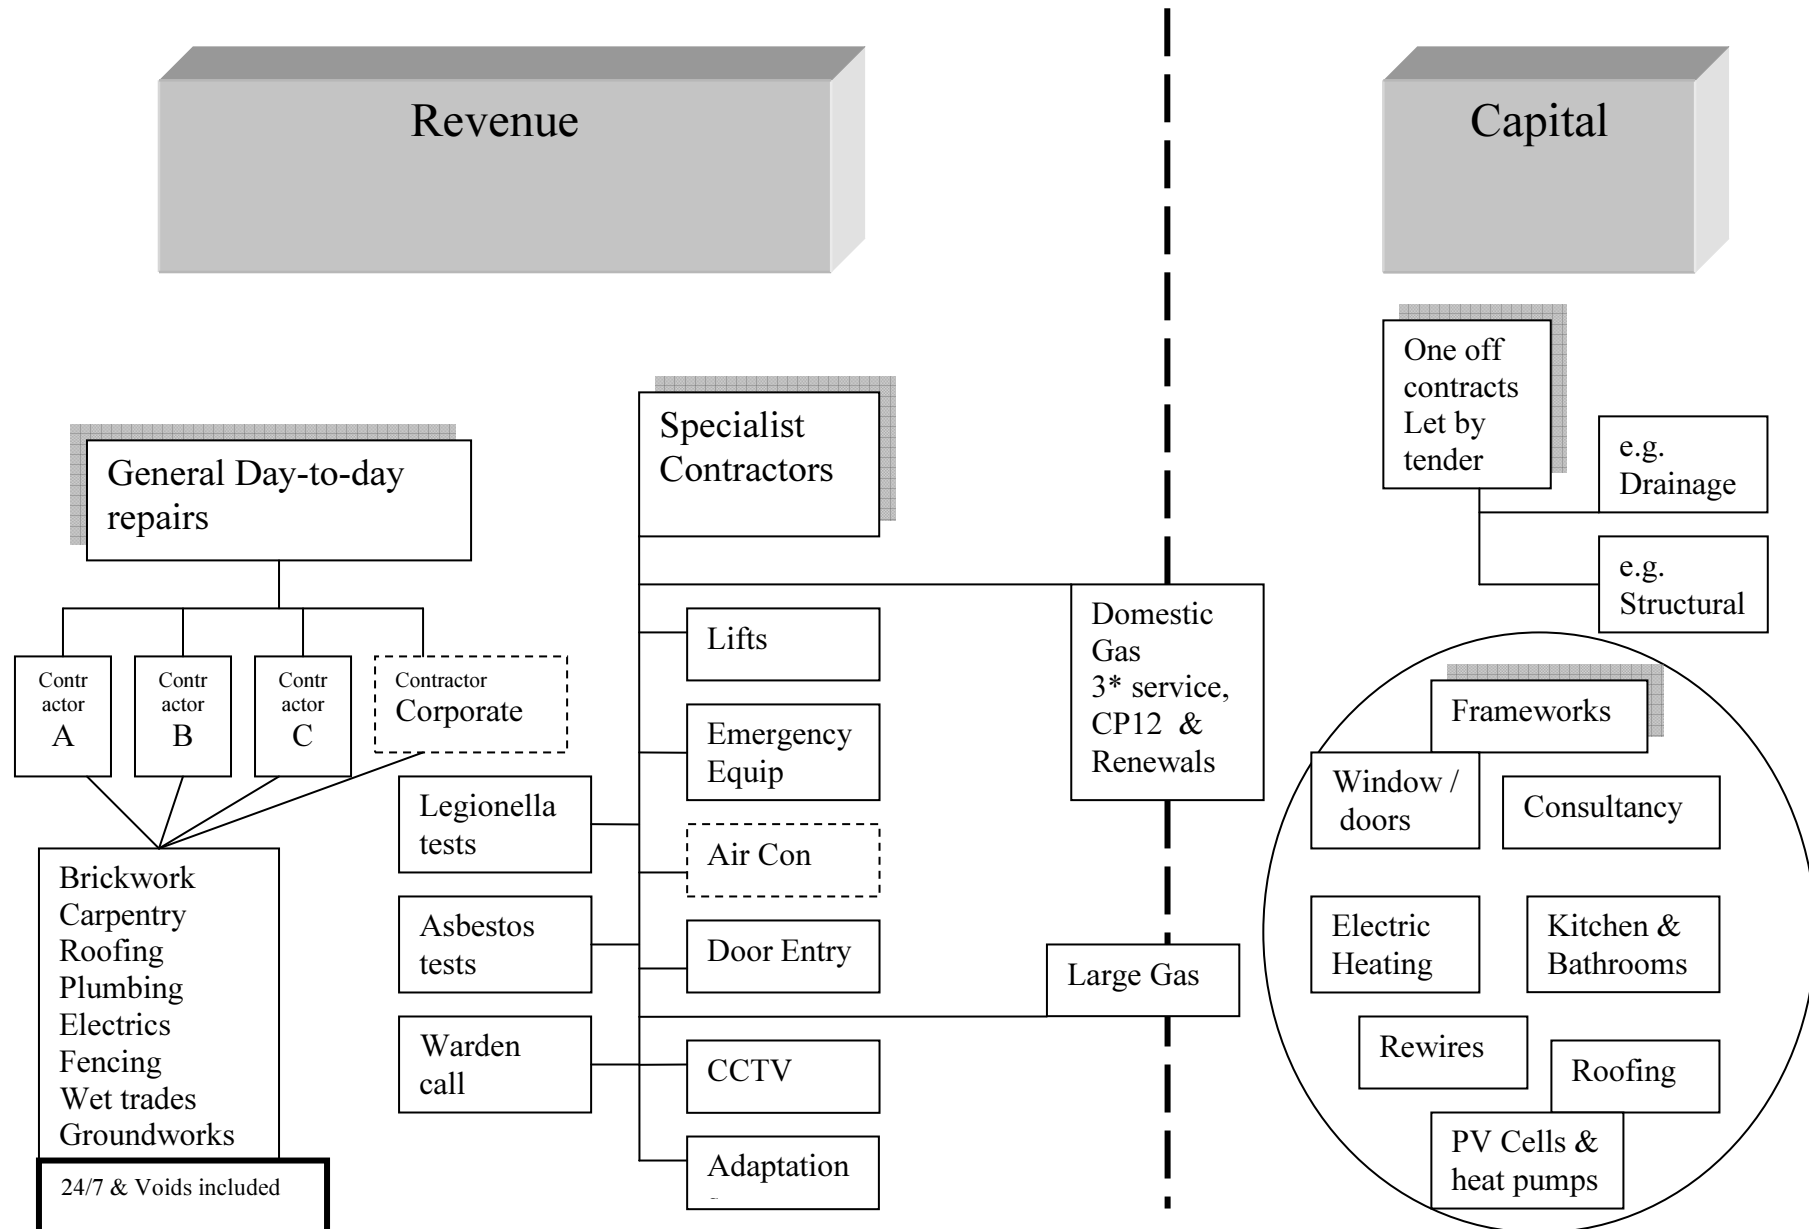 Revenue
Capital
General Day-to-day
repairs
Contr
actor
A
Contr
actor
B
Contr
actor
C
Contractor
Corporate
Brickwork
Carpentry
Roofing
Plumbing
Electrics
Fencing
Wet trades
Groundworks
24/7 & Voids included
Specialist
Contractors
Legionella
tests
Asbestos
tests
Warden
call
Lifts
Emergency
Equip
Air Con
Door Entry
CCTV
Adaptation
Domestic
Gas
3* service,
CP12 &
Renewals
Large Gas
One off
contracts
Let by
tender
e.g.
Drainage
e.g.
Structural
Frameworks
Window /
doors
Consultancy
Electric
Heating
Kitchen &
Bathrooms
Rewires
Roofing
PV Cells &
heat pumps